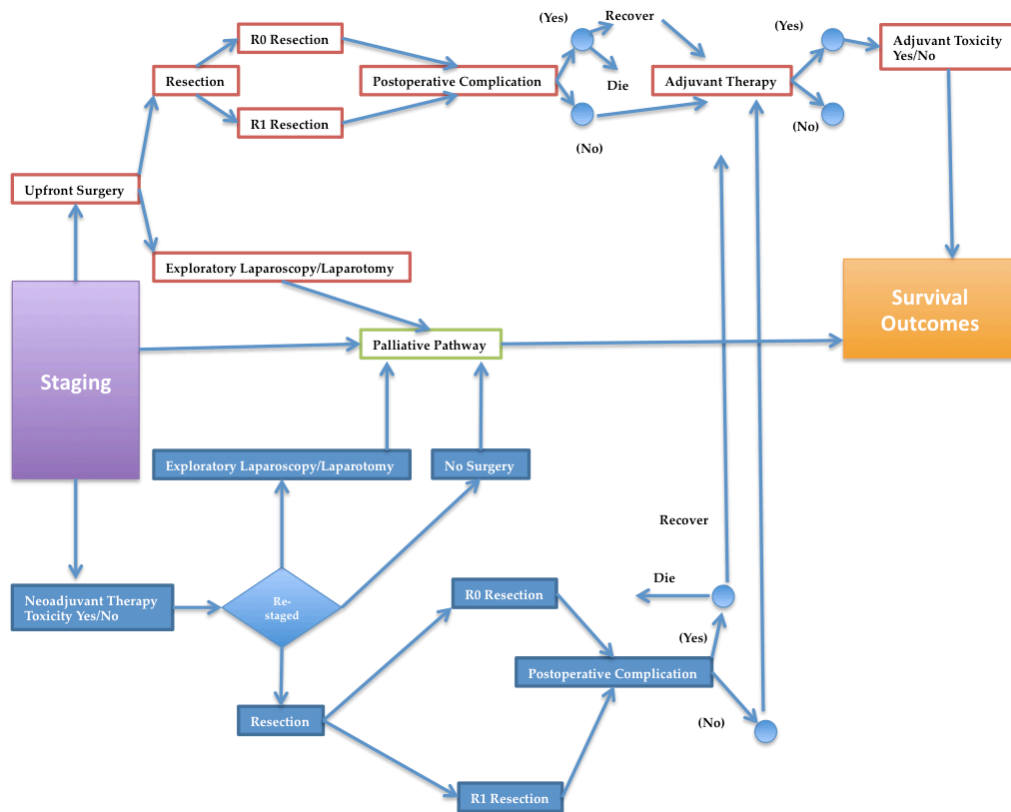 (Yes)
Recover
(Yes)
R0 Resection
Adjuvant Toxicity
Yes/No
Resection
Postoperative Complication
Die
Adjuvant Therapy
R1 Resection
(No)
(No)
Upfront Surgery
Exploratory Laparoscopy/Laparotomy
Survival
Outcomes
Palliative Pathway
Staging
Exploratory Laparoscopy/Laparotomy
No Surgery
Recover
Die
Neoadjuvant Therapy
Toxicity Yes/No
Re-
staged
R0 Resection
(Yes)
Postoperative Complication
Resection
(No)
R1 Resection